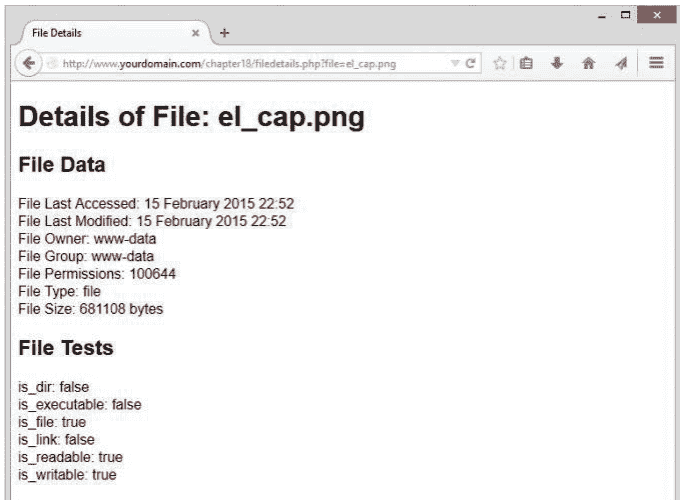 File Details
http://www.yourdomain.com/chapter18/filedetails.php?file=el_cap.png
Details of File: el_cap.png
File Data
File Last Accessed: 15 February 2015 22:52
File Last Modified: 15 February 2015 22:52
File Owner: www-data
File Group: www-data
File Permissions: 100644
File Type: file
File Size: 681108 bytes
File Tests
is_dir: false
is_executable: false
is_file: true
is_link: false
is_readable: true
is_writable: true